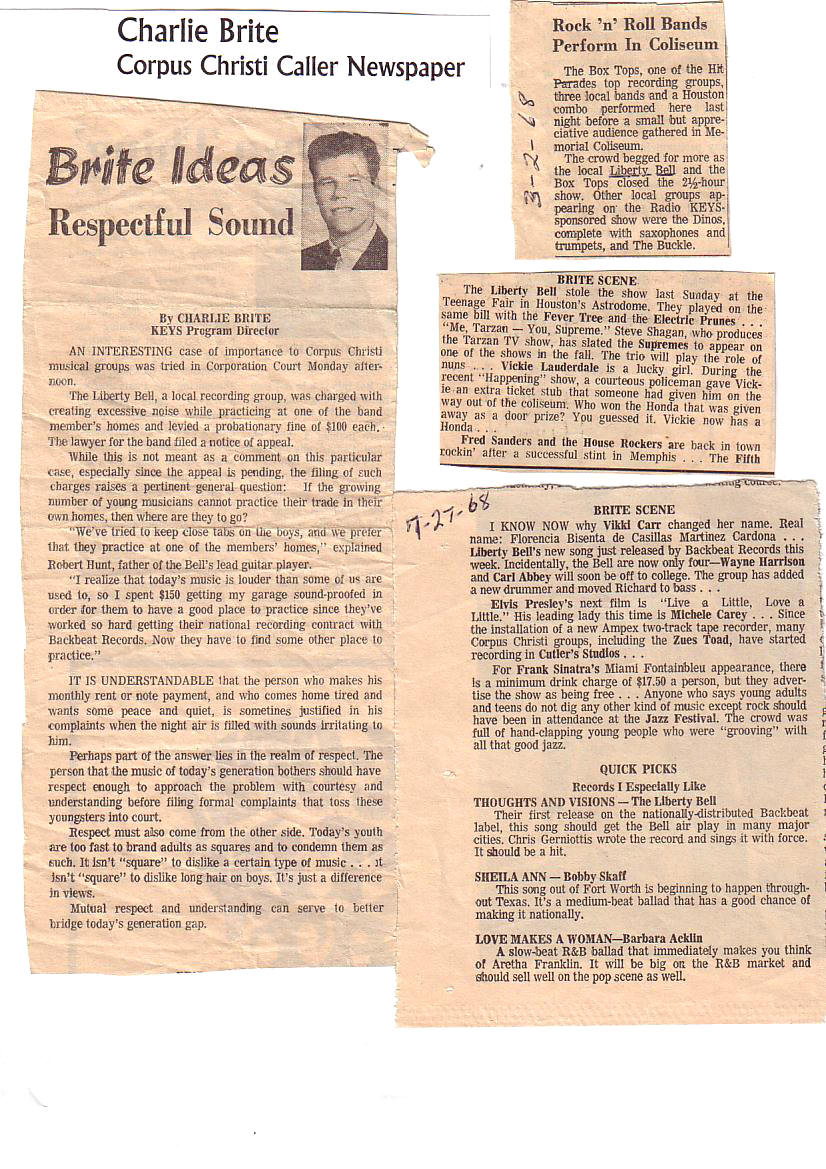 Charlie Brite
Corpus Christi Caller Newspaper
Brite Ideas
Respectful Sound
By CHARLIE BRITE
KEYS Program Director
AN INTERESTING case of importance to Corpus Christi
musical groups was tried in Corporation Court Monday after-
noon.
The Liberty Bell, a local recording group, was charged with
creating excessive noise while practicing at one of the band
member's homes and levied a probationary fine of $100 each.
The lawyer for the band filed a notice of appeal.
While this is not meant as a comment on this particular
case, especially since the appeal is pending, the filing of such
charges raises a pertinent general question: If the growing
number of young musicians cannot practice their trade in their
own homes, then where are they to go?
"We've tried to keep close tabs on the boys, and we prefer
that they practice at one of the members' homes," explained
Robert Hunt, father of the Bell's lead guitar player.
"I realize that today's music is louder than some of us are
used to, so I spent $150 getting my garage sound-proofed in
order for them to have a good place to practice since they've
worked so hard getting their national recording contract with
Backbeat Records. Now they have to find some other place to
practice."
IT IS UNDERSTANDABLE that the person who makes his
monthly rent or note payment, and who comes home tired and
wants some peace and quiet, is sometines justified in his
complaints when the night air is filled with sounds irritating to
him.
Perhaps part of the answer lies in the realm of respect. The
person that the music of today's generation bothers should have
respect enough to approach the problem with courtesy and
understanding before filing formal complaints that toss these
youngsters into court.
Respect must also come from the other side. Today's youth
are too fast to brand adults as squares and to condemn them as
such. It isn't "square" to dislike a certain type of music . . . it
isn't "square" to dislike long hair on boys. It's just a difference
in views.
Mutual respect and understanding can serve to better
bridge today's generation gap.
Rock 'n' Roll Bands
Perform In Coliseum
3-2-68
The Box Tops, one of the Hit
Parades top recording groups,
three local bands and a Houston
combo performed here last
night before a small but appre-
ciative audience gathered in Me-
morial Coliseum.
The crowd begged for more as
the local Liberty Bell and the
Box Tops closed the 2½-hour
show. Other local groups ap-
pearing on the Radio KEYS-
sponsored show were the Dinos,
complete with saxophones and
trumpets, and The Buckle.
BRITE SCENE
The Liberty Bell stole the show last Sunday at the
Teenage Fair in Houston's Astrodome. They played on the
same bill with the Fever Tree and the Electric Prunes . . .
"Me, Tarzan — You, Supreme." Steve Shagan, who produces
the Tarzan TV show, has slated the Supremes to appear on
one of the shows in the fall. The trio will play the role of
nuns . . . Vickie Lauderdale is a lucky girl. During the
recent "Happening" show, a courteous policeman gave Vick-
ie an extra ticket stub that someone had given him on the
way out of the coliseum. Who won the Honda that was given
away as a door prize? You guessed it. Vickie now has a
Honda . . .
Fred Sanders and the House Rockers are back in town
rockin' after a successful stint in Memphis . . . The Fifth
7-27-68
BRITE SCENE
I KNOW NOW why Vikki Carr changed her name. Real
name: Florencia Bisenta de Casillas Martinez Cardona . . .
Liberty Bell's new song just released by Backbeat Records this
week. Incidentally, the Bell are now only four—Wayne Harrison
and Carl Abbey will soon be off to college. The group has added
a new drummer and moved Richard to bass . . .
Elvis Presley's next film is "Live a Little, Love a
Little." His leading lady this time is Michele Carey . . . Since
the installation of a new Ampex two-track tape recorder, many
Corpus Christi groups, including the Zues Toad, have started
recording in Cutler's Studios . . .
For Frank Sinatra's Miami Fontainbleu appearance, there
is a minimum drink charge of $17.50 a person, but they adver-
tise the show as being free . . . Anyone who says young adults
and teens do not dig any other kind of music except rock should
have been in attendance at the Jazz Festival. The crowd was
full of hand-clapping young people who were "grooving" with
all that good jazz.
QUICK PICKS
Records I Especially Like
THOUGHTS AND VISIONS — The Liberty Bell
Their first release on the nationally-distributed Backbeat
label, this song should get the Bell air play in many major
cities. Chris Gerniottis wrote the record and sings it with force.
It should be a hit.
SHEILA ANN — Bobby Skaff
This song out of Fort Worth is beginning to happen through-
out Texas. It's a medium-beat ballad that has a good chance of
making it nationally.
LOVE MAKES A WOMAN—Barbara Acklin
A slow-beat R&B ballad that immediately makes you think
of Aretha Franklin. It will be big on the R&B market and
should sell well on the pop scene as well.